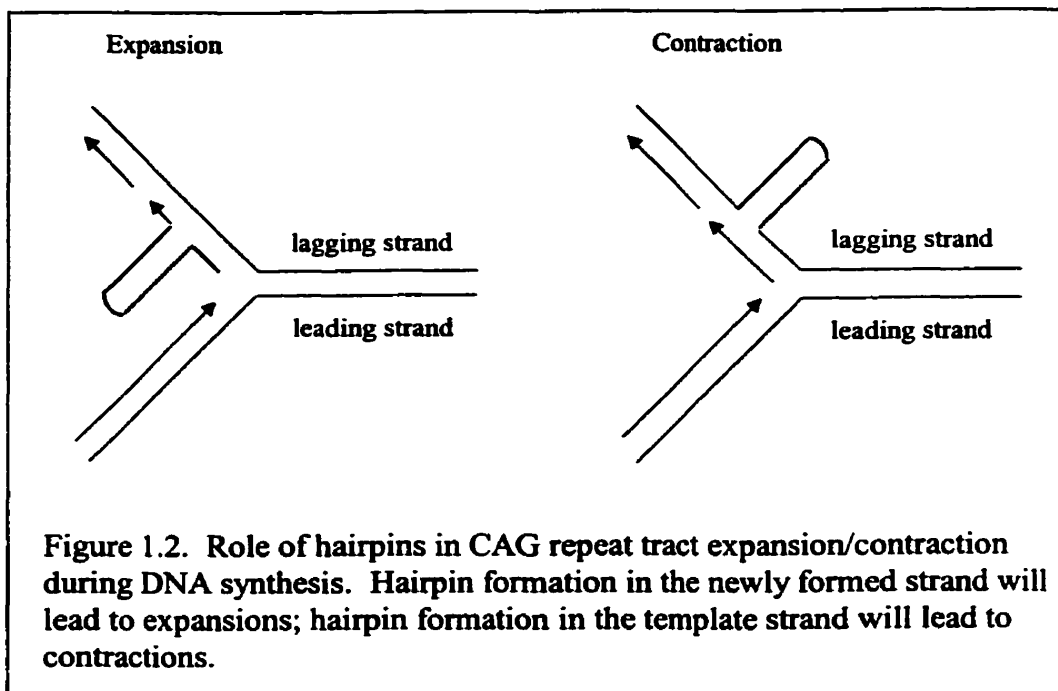 Expansion
Contraction
lagging strand
lagging strand
leading strand
leading strand
Figure 1.2. Role of hairpins in CAG repeat tract expansion/contraction
during DNA synthesis. Hairpin formation in the newly formed strand will
lead to expansions; hairpin formation in the template strand will lead to
contractions.